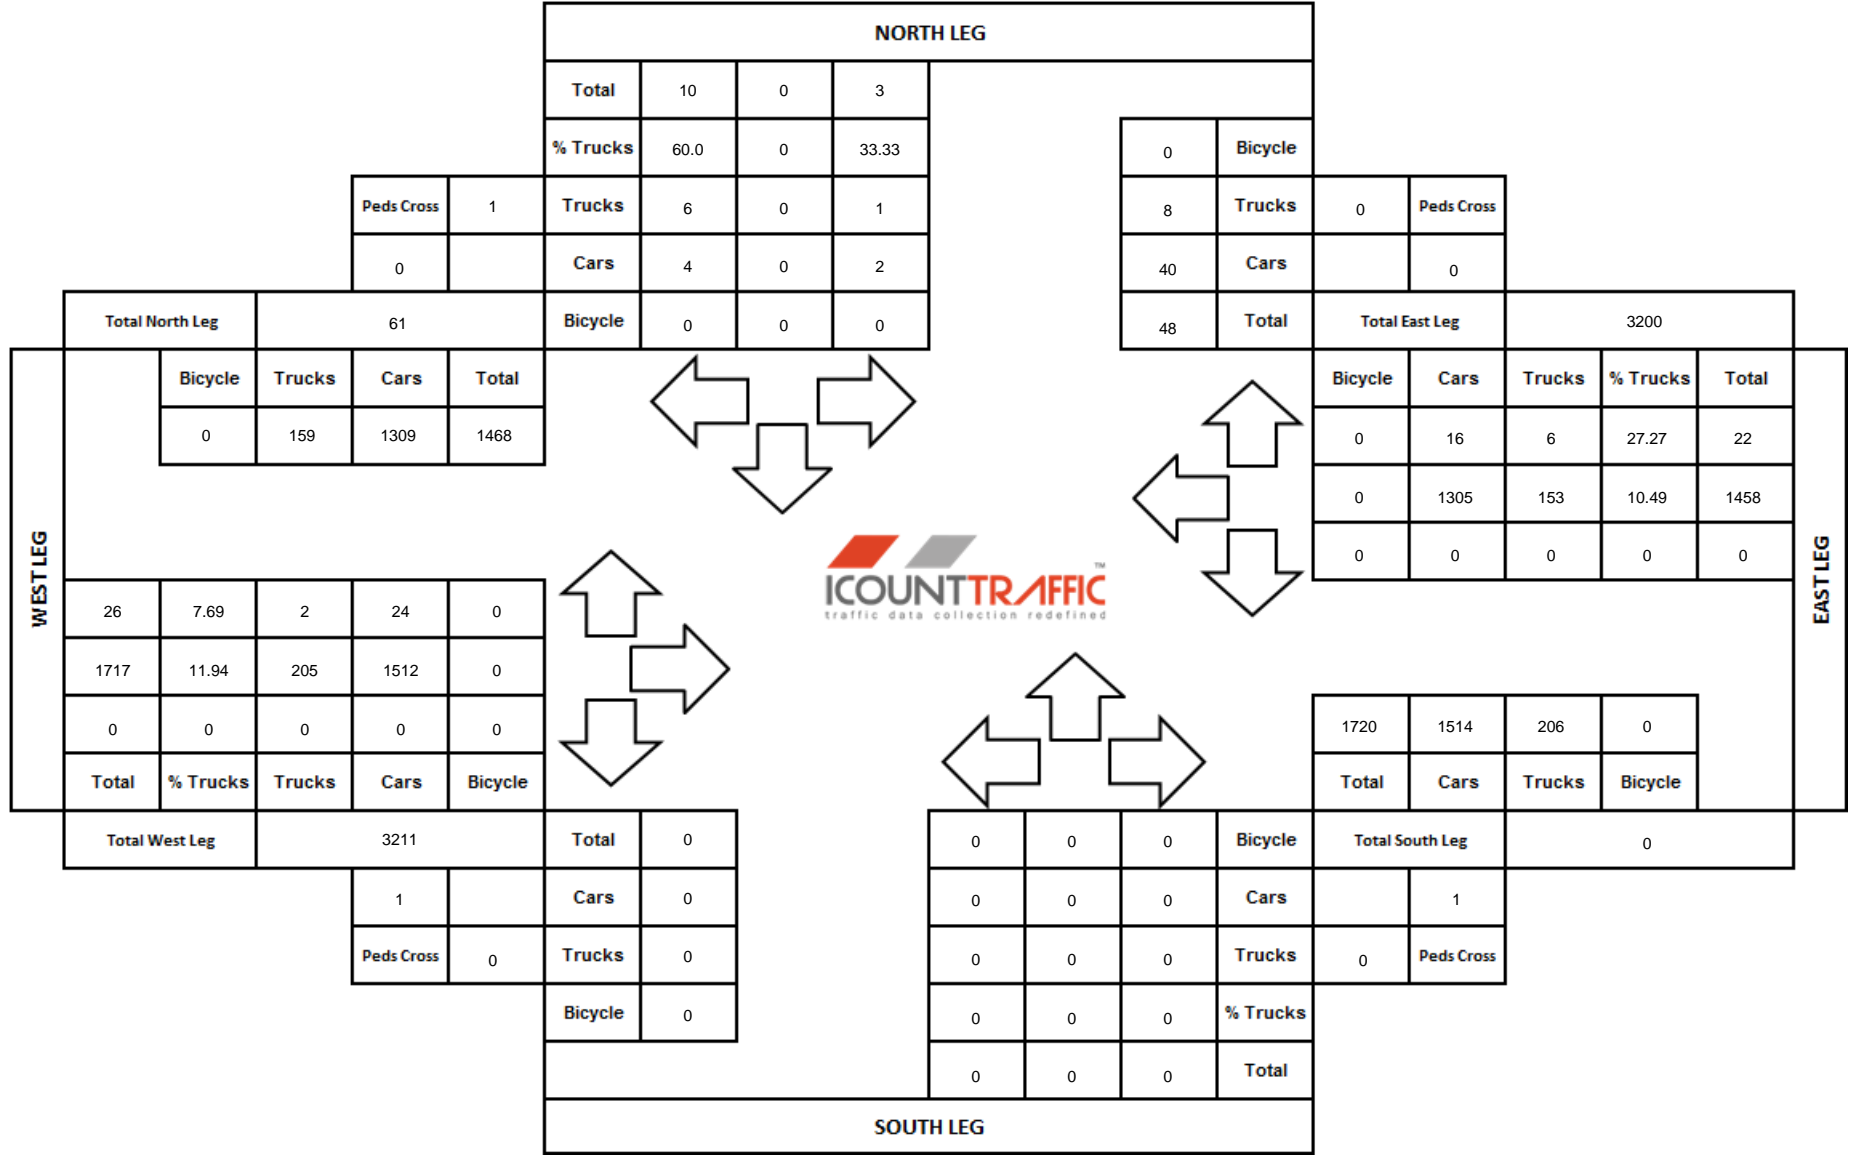 NORTH LEG
Total 10 0 3
% Trucks 60.0 0 33.33
0 Bicycle
Peds Cross 1 Trucks 6 0 1
8 Trucks 0 Peds Cross
0 Cars 4 0 2
40 Cars 0
Total North Leg 61 Bicycle 0 0 0
48 Total Total East Leg 3200
Bicycle Trucks Cars Total
Bicycle Cars Trucks % Trucks Total
0 159 1309 1468
0 16 6 27.27 22
0 1305 153 10.49 1458
0 0 0 0 0
WEST LEG
EAST LEG
ICOUNTTRAFFIC TM
traffic data collection redefined
26 7.69 2 24 0
1717 11.94 205 1512 0
0 0 0 0 0
1720 1514 206 0
Total % Trucks Trucks Cars Bicycle
Total Cars Trucks Bicycle
Total West Leg 3211 Total 0
0 0 0 Bicycle Total South Leg 0
1 Cars 0
0 0 0 Cars 1
Peds Cross 0 Trucks 0
0 0 0 Trucks 0 Peds Cross
Bicycle 0
0 0 0 % Trucks
0 0 0 Total
SOUTH LEG